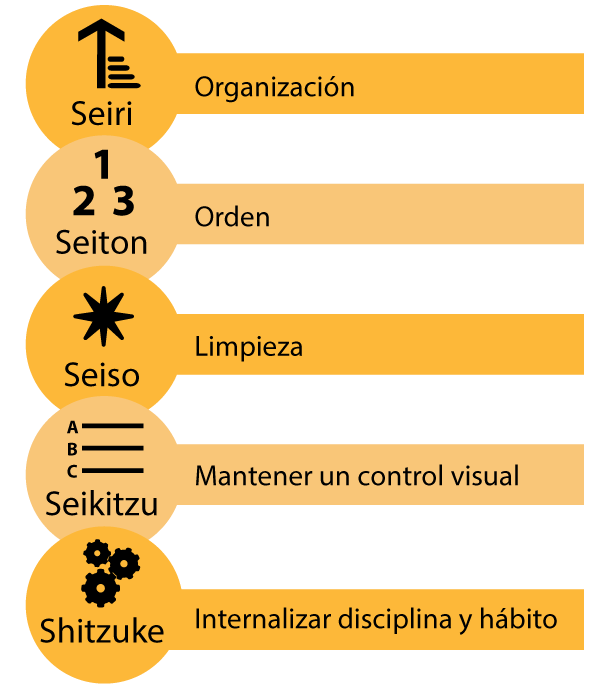 Seiri
Organización
1
2 3
Seiton
Orden
Seiso
Limpieza
A
B
C
Seikitzu
Mantener un control visual
Shitzuke
Internalizar disciplina y hábito